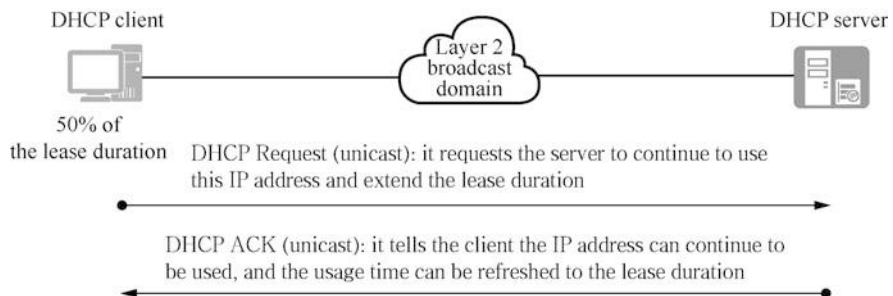 DHCP client
DHCP server
Layer 2
broadcast
domain
50% of
the lease duration
DHCP Request (unicast): it requests the server to continue to use
this IP address and extend the lease duration
DHCP ACK (unicast): it tells the client the IP address can continue to
be used, and the usage time can be refreshed to the lease duration